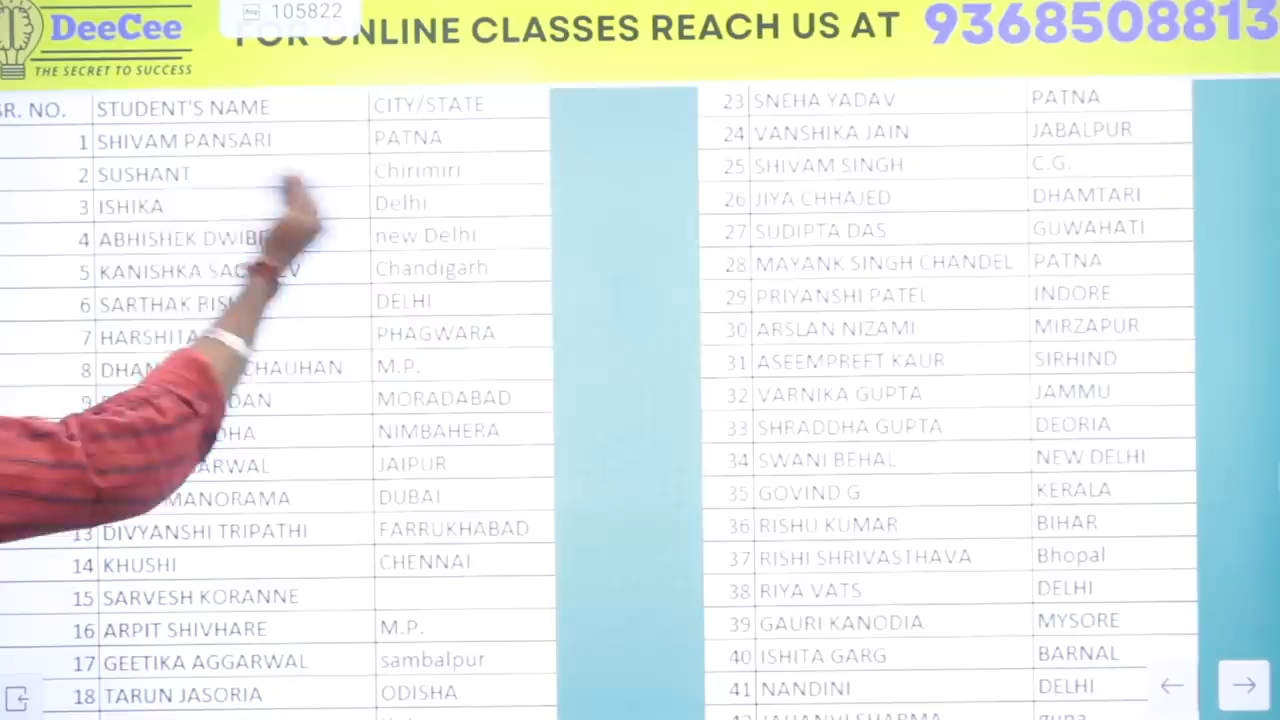 DeeCee
THE SECRET TO SUCCESS
105822
FOR ONLINE CLASSES REACH US AT 9368508813
SR. NO. STUDENT'S NAME CITY/STATE
1 SHIVAM PANSARI PATNA
2 SUSHANT Chirimiri
3 ISHIKA Delhi
4 ABHISHEK new Delhi
5 KANISHKA Chandigarh
6 SARTHAK DELHI
7 HARSHITA PHAGWARA
8 CHAUHAN M.P.
9 MORADABAD
NIMBAHERA
JAIPUR
MANORAMA DUBAI
13 DIVYANSHI TRIPATHI FARRUKHABAD
14 KHUSHI CHENNAI
15 SARVESH KORANNE
16 ARPIT SHIVHARE M.P.
17 GEETIKA AGGARWAL sambalpur
18 TARUN JASORIA ODISHA
23 SNEHA YADAV PATNA
24 VANSHIKA JAIN JABALPUR
25 SHIVAM SINGH C.G.
26 JIYA CHHAJED DHAMTARI
27 SUDIPTA DAS GUWAHATI
28 MAYANK SINGH CHANDEL PATNA
29 PRIYANSHI PATEL INDORE
30 ARSLAN NIZAMI MIRZAPUR
31 ASEEMPREET KAUR SIRHIND
32 VARNIKA GUPTA JAMMU
33 SHRADDHA GUPTA DEORIA
34 SWANI BEHAL NEW DELHI
35 GOVIND G KERALA
36 RISHU KUMAR BIHAR
37 RISHI SHRIVASTHAVA Bhopal
38 RIYA VATS DELHI
39 GAURI KANODIA MYSORE
40 ISHITA GARG BARNAL
41 NANDINI DELHI
42 JAHANVI SHARMA guna